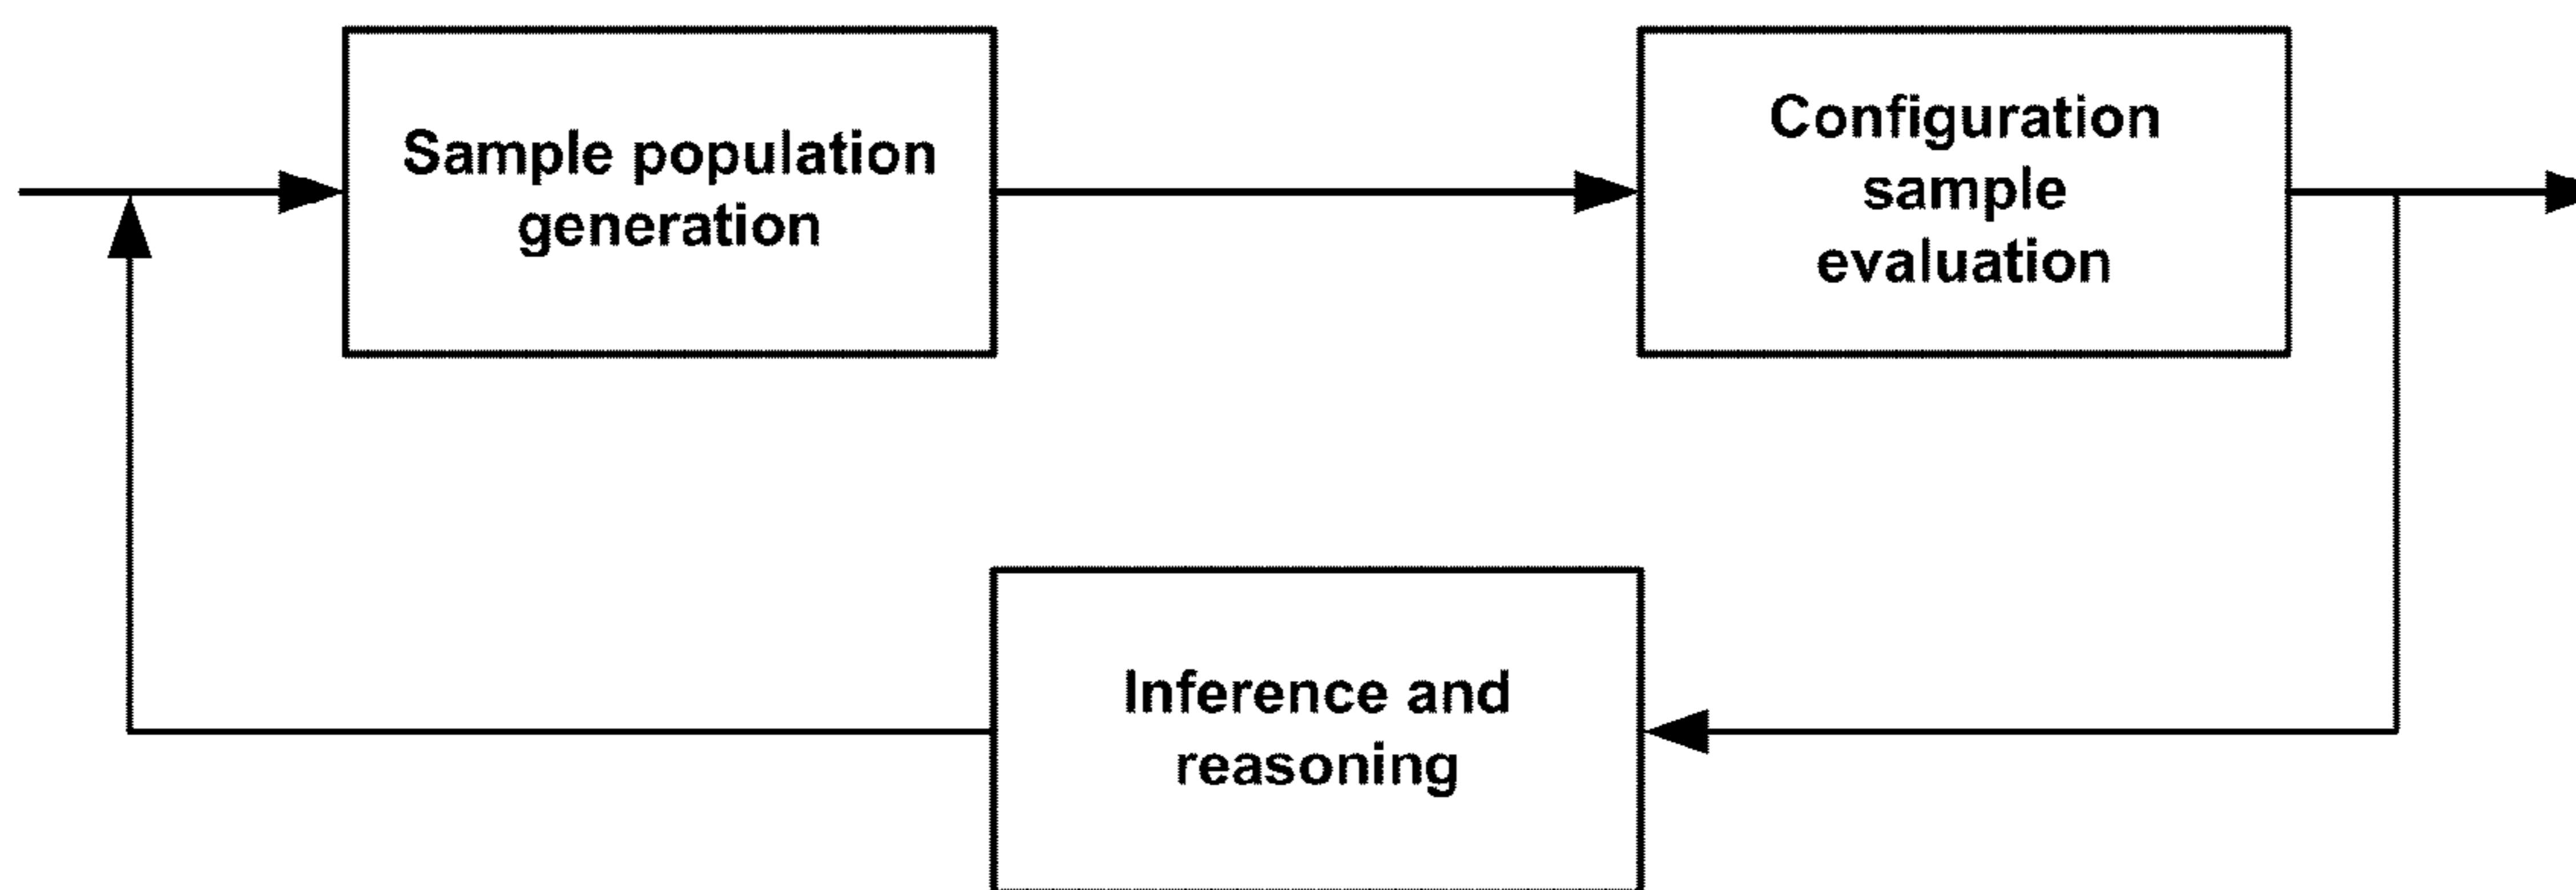 Sample population
generation
Configuration
sample
evaluation
Inference and
reasoning